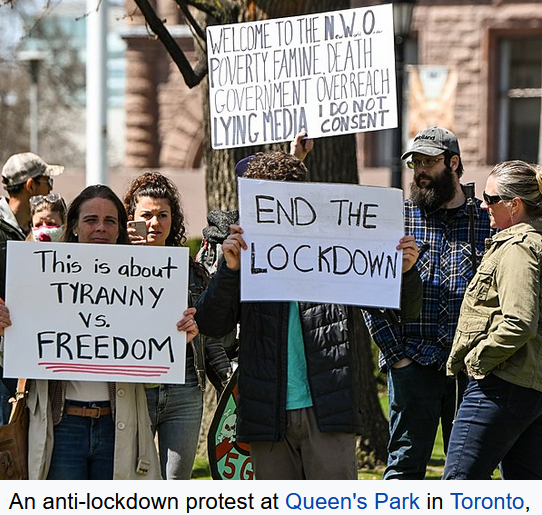 WELCOME TO THE N.W.O.
POVERTY, FAMINE, DEATH
GOVERNMENT OVERREACH
LYING MEDIA I DO NOT
CONSENT
END THE
LOCKDOWN
This is about
TYRANNY
VS.
FREEDOM
5G
An anti-lockdown protest at Queen's Park in Toronto,